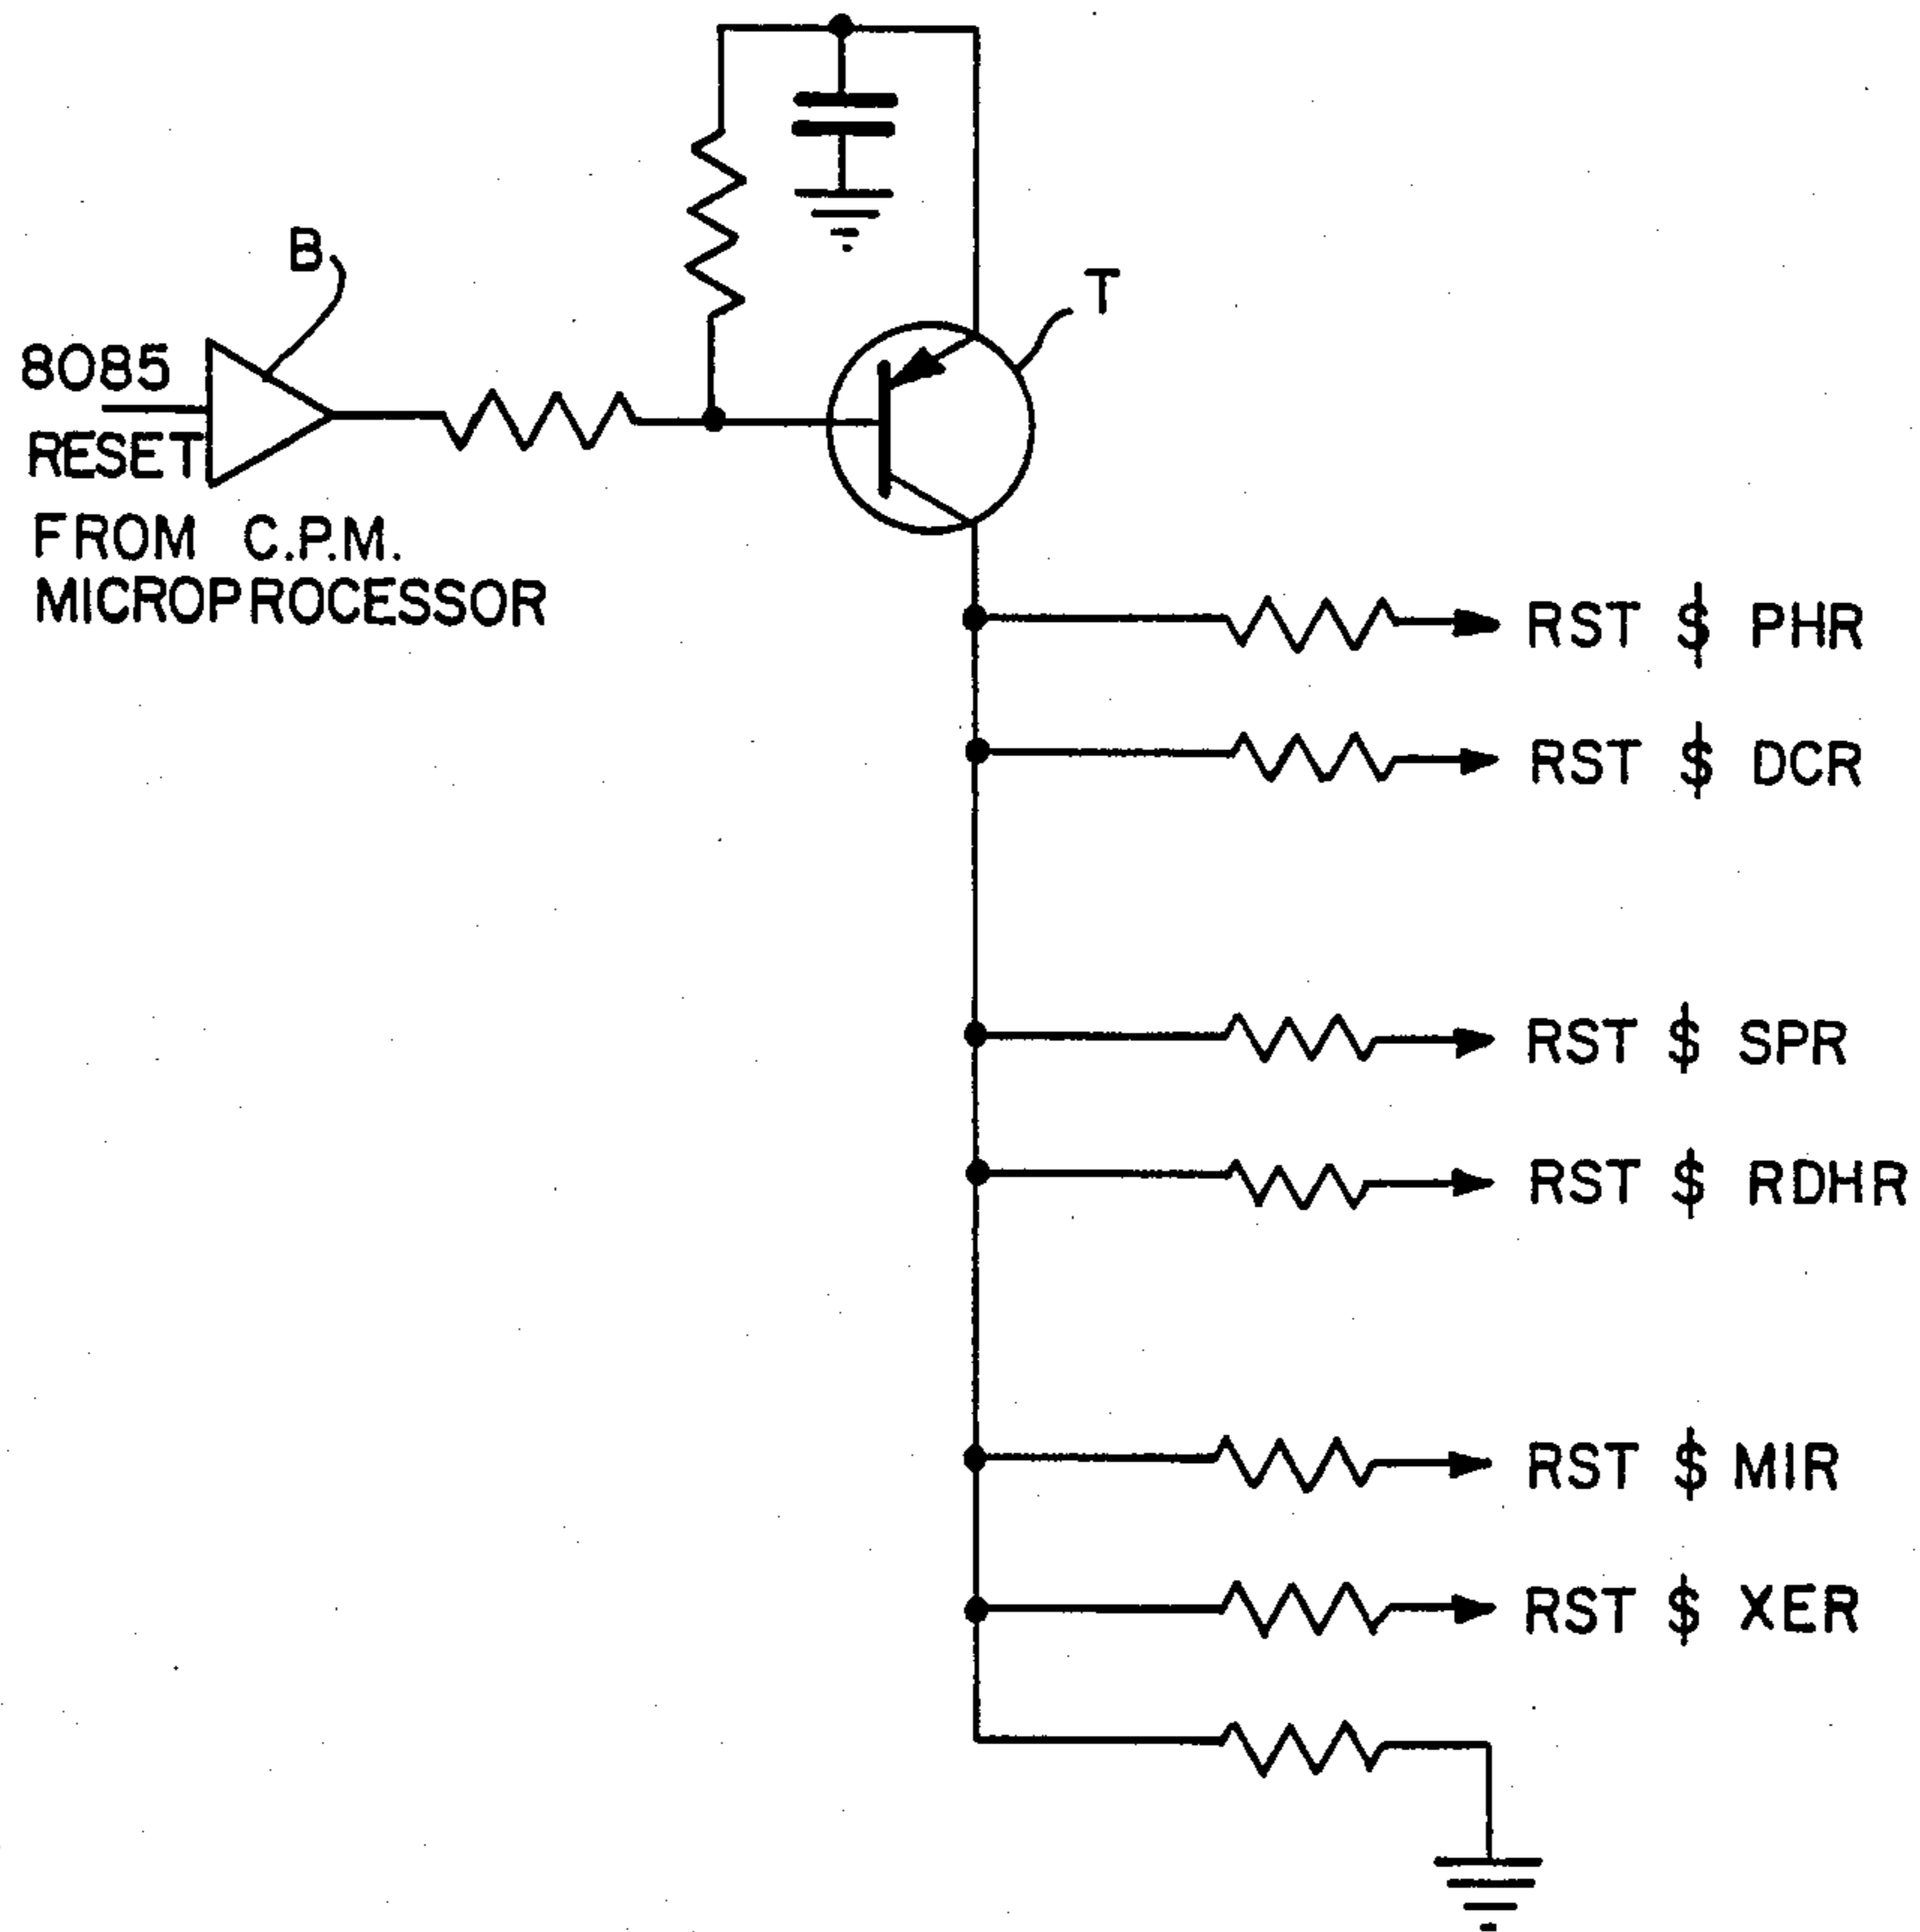 B
T
8085
RESET
FROM C.P.M.
MICROPROCESSOR
RST $ PHR
RST $ DCR
RST $ SPR
RST $ RDHR
RST $ MIR
RST $ XER